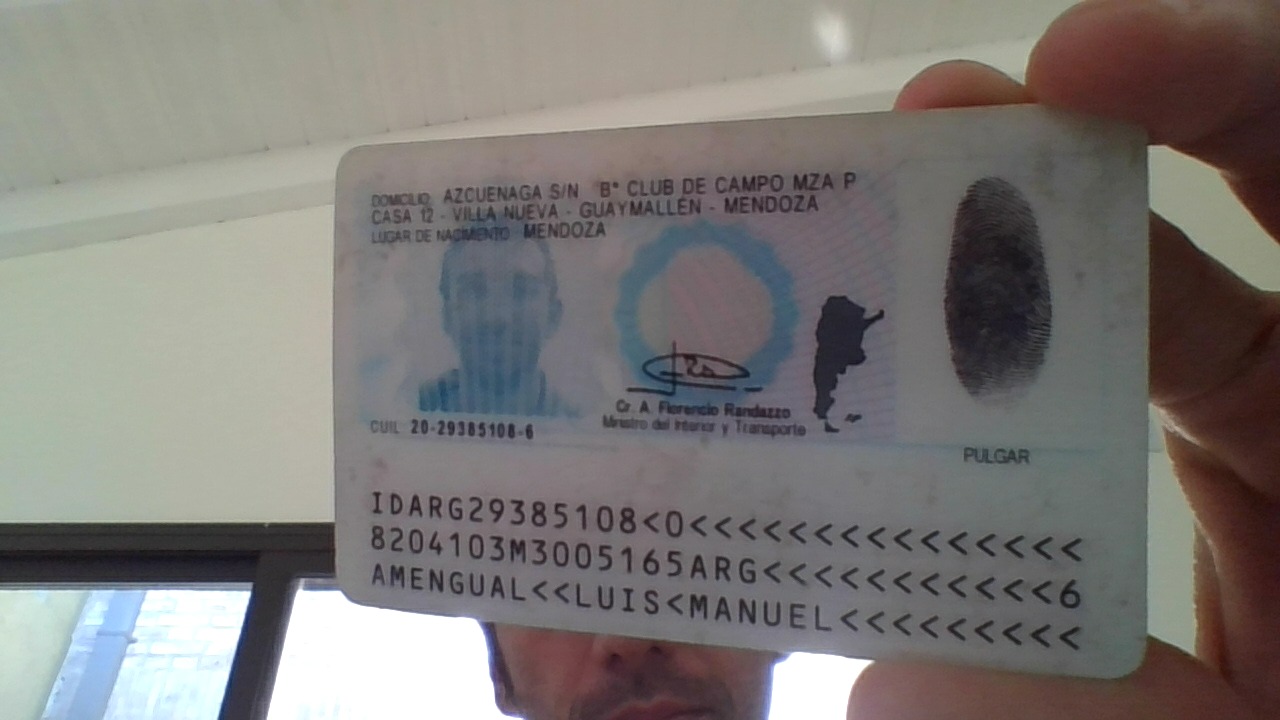 DOMICILIO AZCUENAGA S/N B° CLUB DE CAMPO MZA P
CASA 12 - VILLA NUEVA - GUAYMALLEN - MENDOZA
LUGAR DE NACIMIENTO MENDOZA
Cr. A. Florencio Randazzo
Ministro del Interior y Transporte
CUIL 20-29385108-6
PULGAR
IDARG29385108<0<<<<<<<<<<<<<<<
8204103M3005165ARG<<<<<<<<<<<6
AMENGUAL<<LUIS<MANUEL<<<<<<<<<